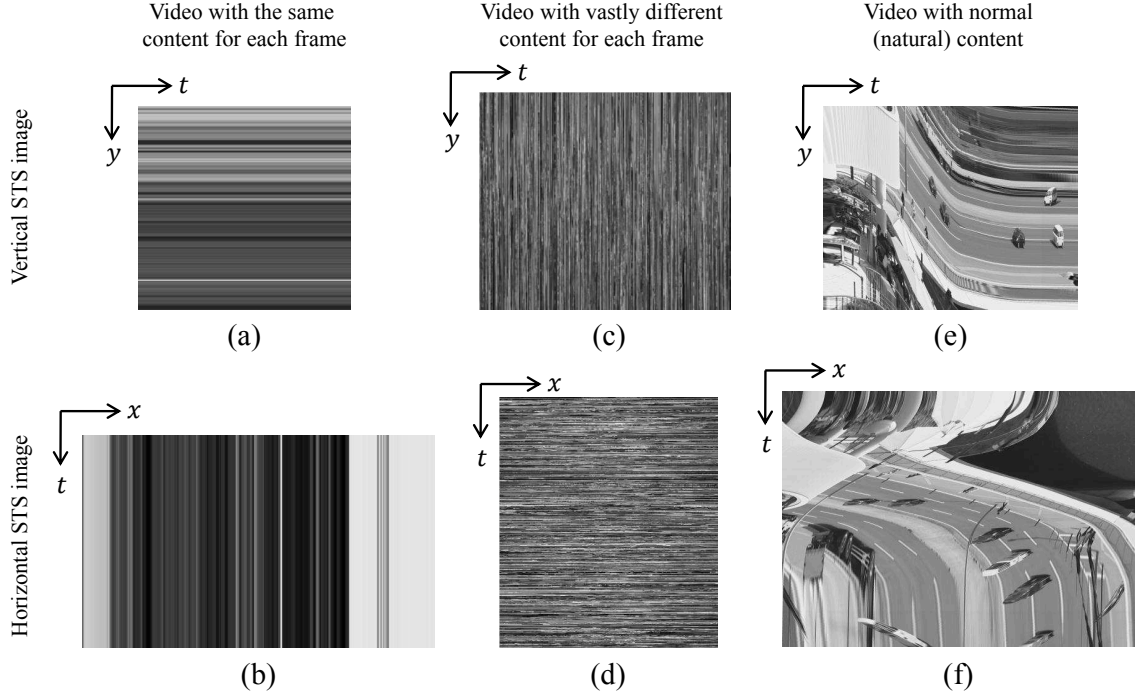 Video with the same
content for each frame
Video with vastly different
content for each frame
Video with normal
(natural) content
Vertical STS image
t
y
t
y
t
y
(a)
(c)
(e)
Horizontal STS image
x
t
x
t
x
t
(b)
(d)
(f)